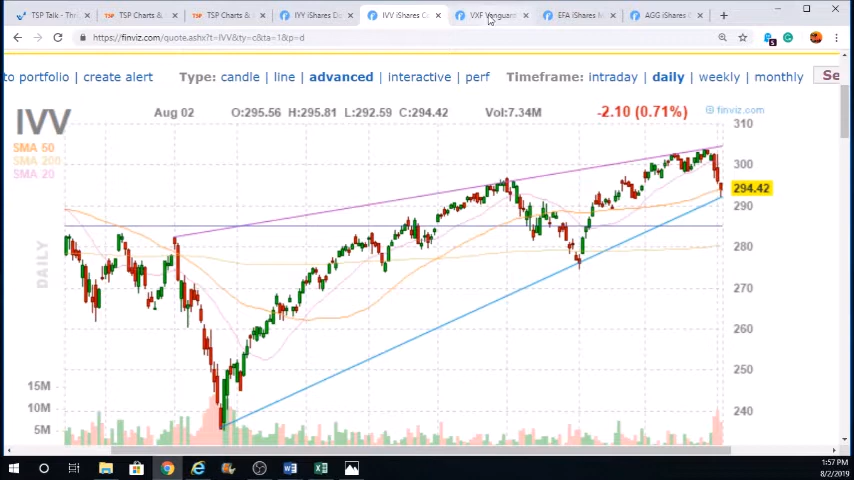 TSP Talk - Thri
TSP Charts &
TSP Charts &
IYY iShares Do
IVV iShares Co
VXF Vanguard
EFA iShares M
AGG iShares C
https://finviz.com/quote.ashx?t=IVV&ty=c&ta=1&p=d
to portfolio | create alert
Type: candle | line | advanced | interactive | perf
Timeframe: intraday | daily | weekly | monthly
Se
IVV
Aug 02
O:295.56 H:295.81 L:292.59 C:294.42
Vol:7.34M
-2.10 (0.71%)
finviz.com
SMA 50
SMA 200
SMA 20
310
300
294.42
290
280
270
260
250
240
DAILY
15M
10M
5M
1:57 PM
8/2/2019